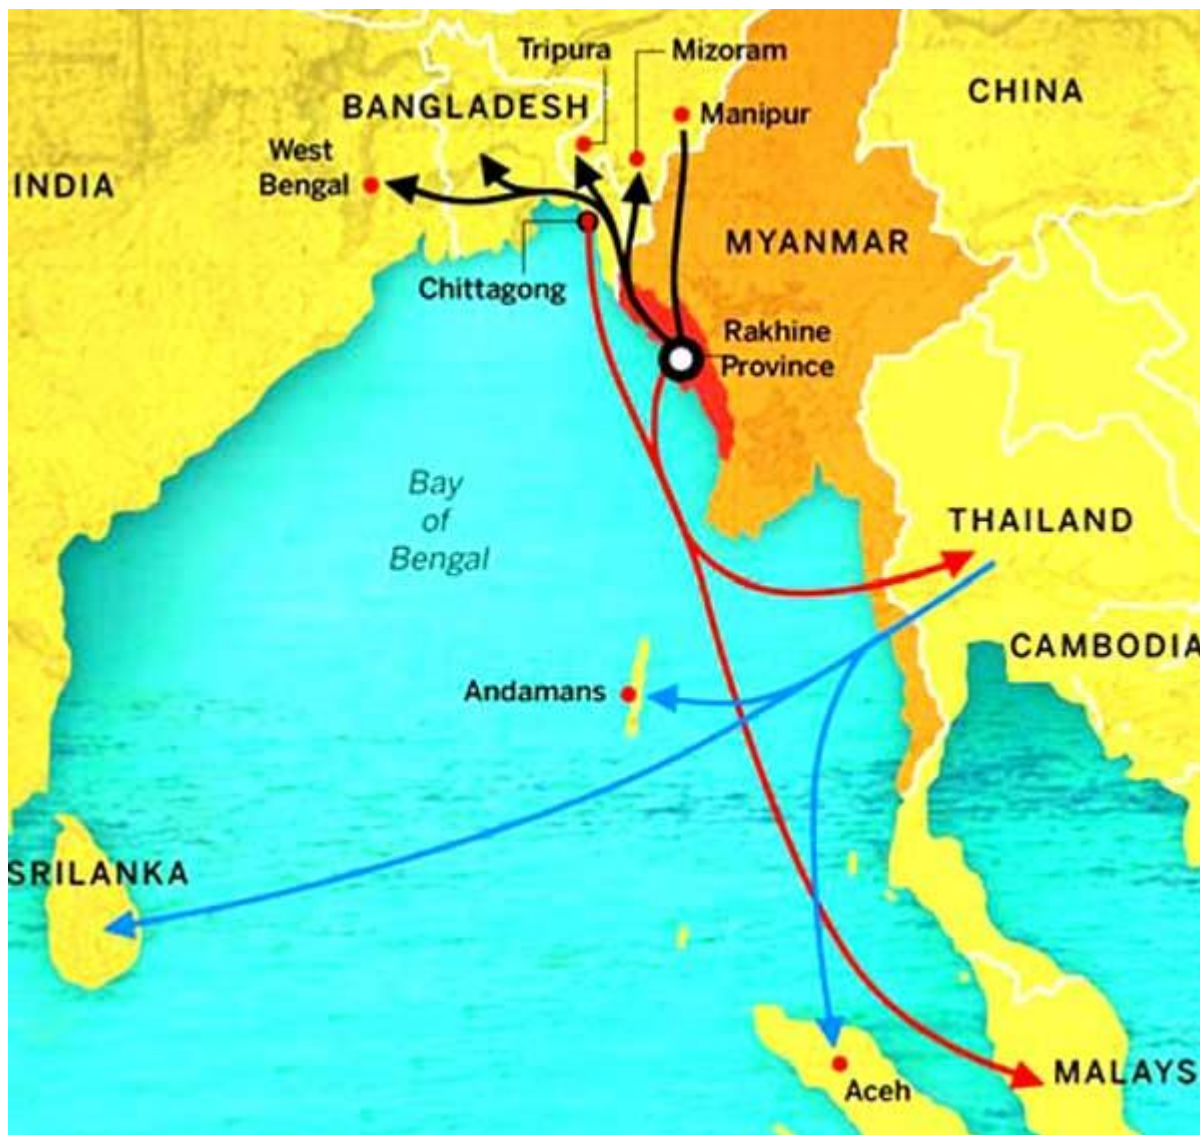 Tripura
Mizoram
BANGLADESH
CHINA
Manipur
West
Bengal
INDIA
MYANMAR
Chittagong
Rakhine
Province
Bay
of
Bengal
THAILAND
CAMBODIA
Andamans
SRILANKA
MALAYS
Aceh